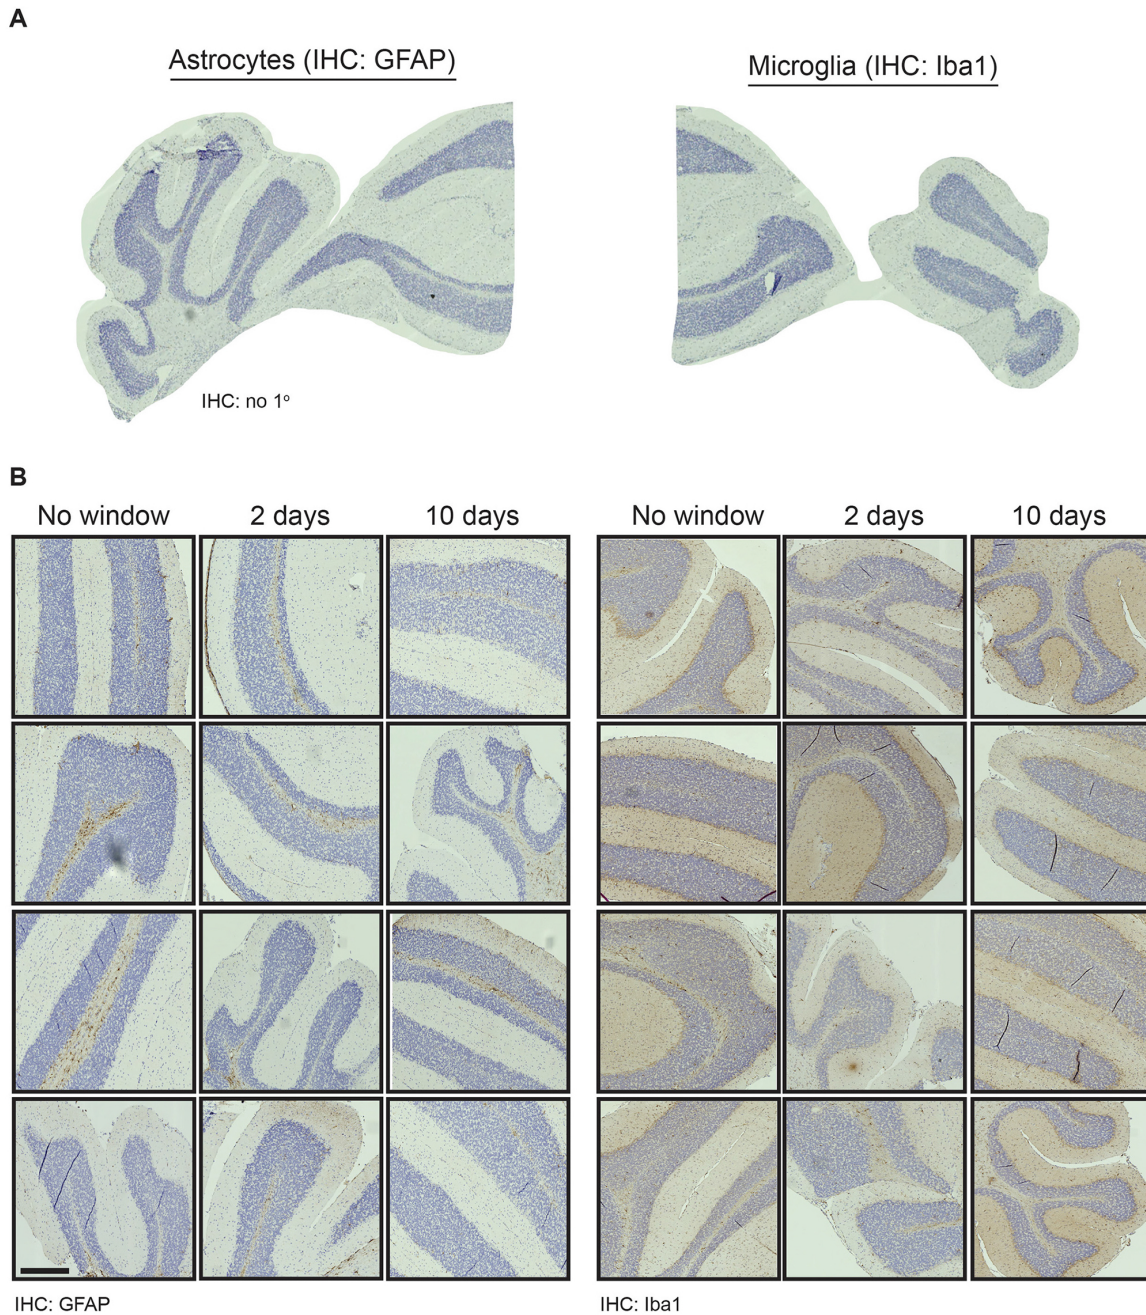 A
Astrocytes (IHC: GFAP)
Microglia (IHC: Iba1)
IHC: no 1º
B
No window 2 days 10 days No window 2 days 10 days
IHC: GFAP
IHC: Iba1